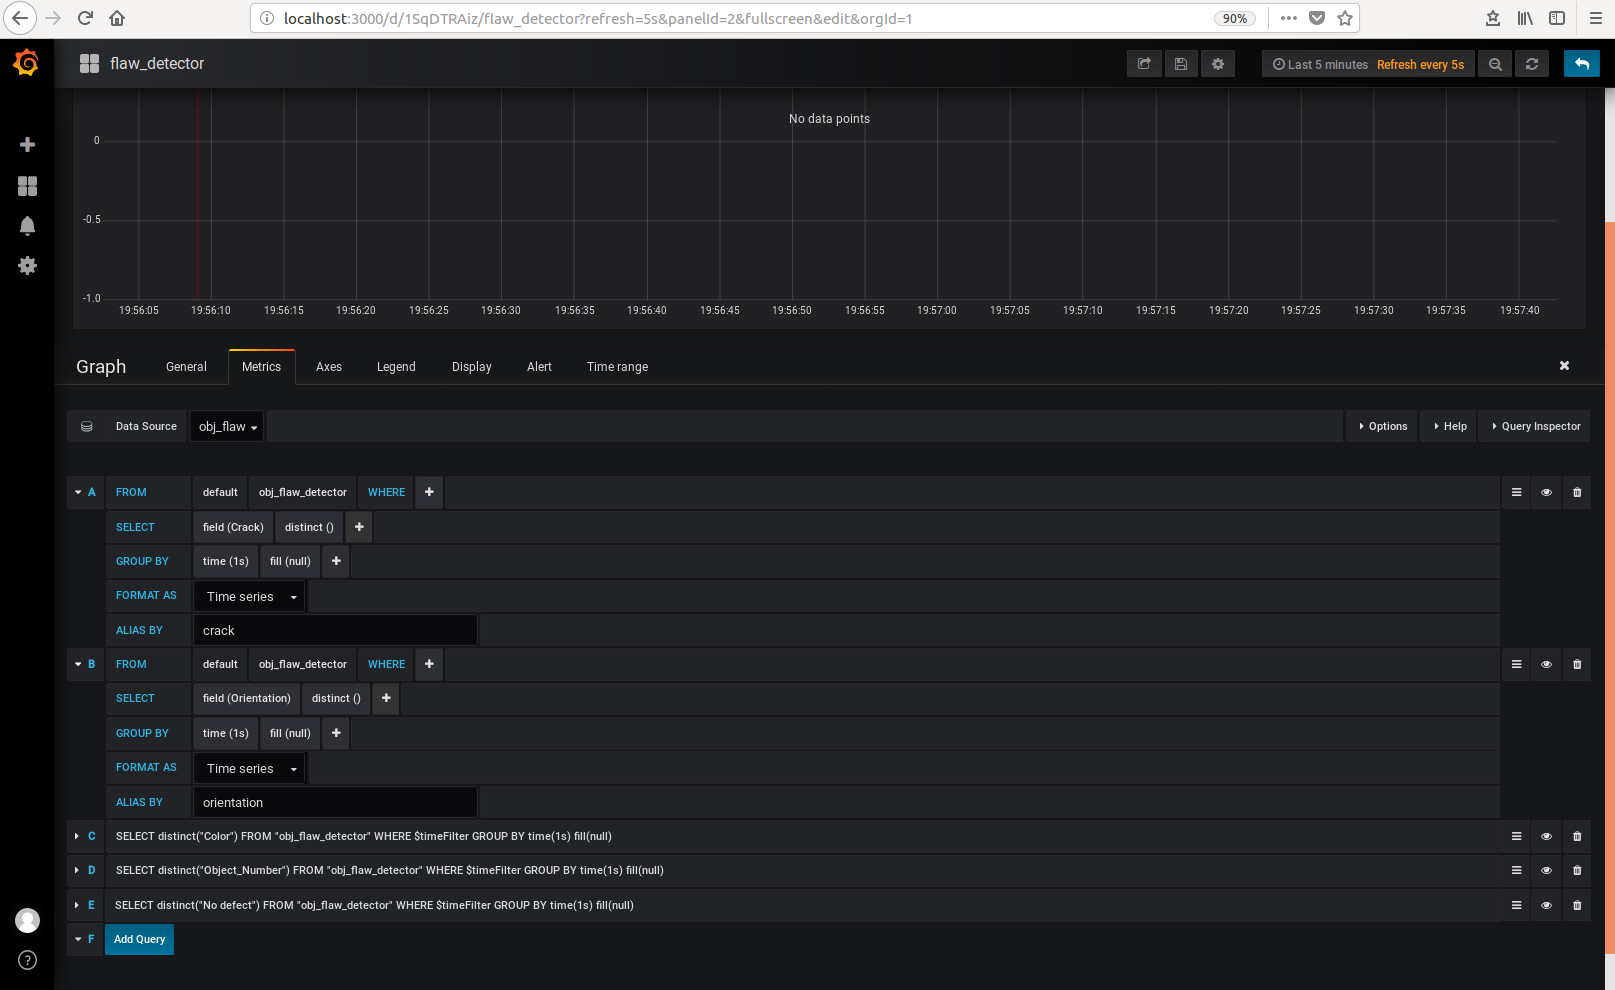 localhost:3000/d/1SqDTRAiz/flaw_detector?refresh=5s&panelId=2&fullscreen&edit&orgId=1 90%
flaw_detector Last 5 minutes Refresh every 5s
No data points
0
-0.5
-1.0
19:56:05 19:56:10 19:56:15 19:56:20 19:56:25 19:56:30 19:56:35 19:56:40 19:56:45 19:56:50 19:56:55 19:57:00 19:57:05 19:57:10 19:57:15 19:57:20 19:57:25 19:57:30 19:57:35 19:57:40
Graph General Metrics Axes Legend Display Alert Time range
Data Source obj_flaw Options Help Query Inspector
A FROM default obj_flaw_detector WHERE
SELECT field (Crack) distinct ()
GROUP BY time (1s) fill (null)
FORMAT AS Time series
ALIAS BY crack
B FROM default obj_flaw_detector WHERE
SELECT field (Orientation) distinct ()
GROUP BY time (1s) fill (null)
FORMAT AS Time series
ALIAS BY orientation
C SELECT distinct("Color") FROM "obj_flaw_detector" WHERE $timeFilter GROUP BY time(1s) fill(null)
D SELECT distinct("Object_Number") FROM "obj_flaw_detector" WHERE $timeFilter GROUP BY time(1s) fill(null)
E SELECT distinct("No defect") FROM "obj_flaw_detector" WHERE $timeFilter GROUP BY time(1s) fill(null)
F Add Query